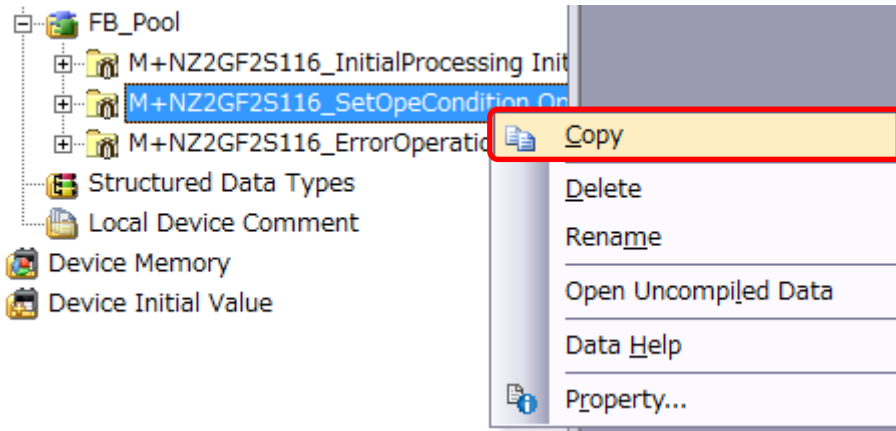 FB_Pool
M+NZ2GF2S116_InitialProcessing Init
M+NZ2GF2S116_SetOpeCondition Op
M+NZ2GF2S116_ErrorOperatio
Structured Data Types
Local Device Comment
Device Memory
Device Initial Value
Copy
Delete
Rename
Open Uncompiled Data
Data Help
Property...